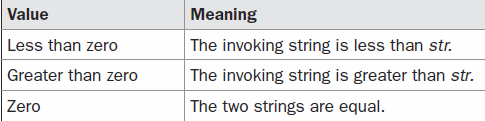 Value Meaning
Less than zero The invoking string is less than str.
Greater than zero The invoking string is greater than str.
Zero The two strings are equal.